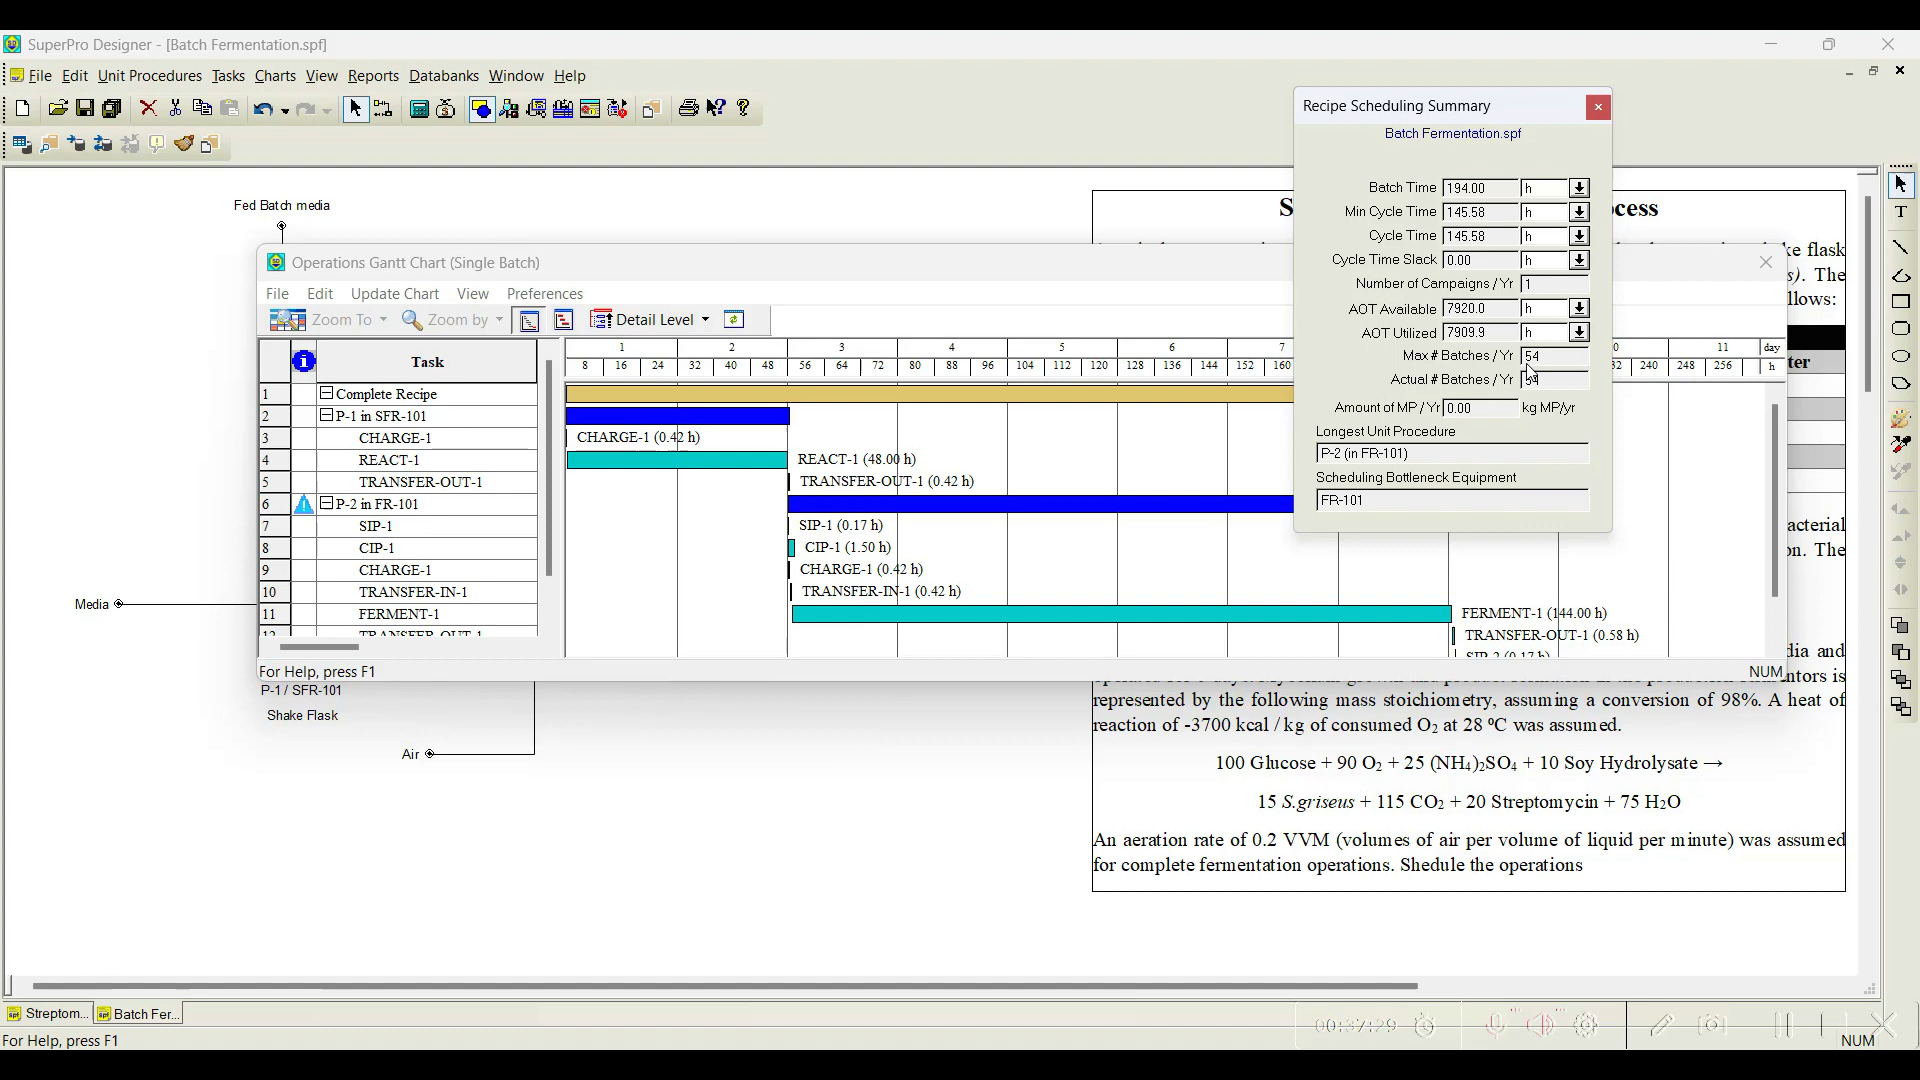 SuperPro Designer - [Batch Fermentation.spf]
File Edit Unit Procedures Tasks Charts View Reports Databanks Window Help
Fed Batch media
Recipe Scheduling Summary
Batch Fermentation.spf
Batch Time 194.00 h
Min Cycle Time 145.58 h
Cycle Time 145.58 h
Cycle Time Slack 0.00 h
Number of Campaigns / Yr 1
AOT Available 7920.0 h
AOT Utilized 7909.9 h
Max # Batches / Yr 54
Actual # Batches / Yr
Amount of MP / Yr 0.00 kg MP/yr
Longest Unit Procedure
P-2 (in FR-101)
Scheduling Bottleneck Equipment
FR-101
Operations Gantt Chart (Single Batch)
File Edit Update Chart View Preferences
Zoom To Zoom by Detail Level
Task
1 2 3 4 5 6 7 11 day
8 16 24 32 40 48 56 64 72 80 88 96 104 112 120 128 136 144 152 160 240 248 256 h
1 Complete Recipe
2 P-1 in SFR-101
3 CHARGE-1 CHARGE-1 (0.42 h)
4 REACT-1 REACT-1 (48.00 h)
5 TRANSFER-OUT-1 TRANSFER-OUT-1 (0.42 h)
6 P-2 in FR-101
7 SIP-1 SIP-1 (0.17 h)
8 CIP-1 CIP-1 (1.50 h)
9 CHARGE-1 CHARGE-1 (0.42 h)
10 TRANSFER-IN-1 TRANSFER-IN-1 (0.42 h)
11 FERMENT-1 FERMENT-1 (144.00 h)
12 TRANSFER-OUT-1 TRANSFER-OUT-1 (0.58 h)
SIP-2 (0.17 h)
For Help, press F1 NUM
Media
P-1 / SFR-101
Shake Flask
Air
S cess
ke flask
The
llows:
ter
acterial
on. The
dia and
ntors is
represented by the following mass stoichiometry, assuming a conversion of 98%. A heat of
reaction of -3700 kcal / kg of consumed O2 at 28 ⁰C was assumed.
100 Glucose + 90 O2 + 25 (NH4)2SO4 + 10 Soy Hydrolysate →
15 S.griseus + 115 CO2 + 20 Streptomycin + 75 H2O
An aeration rate of 0.2 VVM (volumes of air per volume of liquid per minute) was assumed
for complete fermentation operations. Shedule the operations
Streptom... Batch Fer...
00:37:29
For Help, press F1 NUM